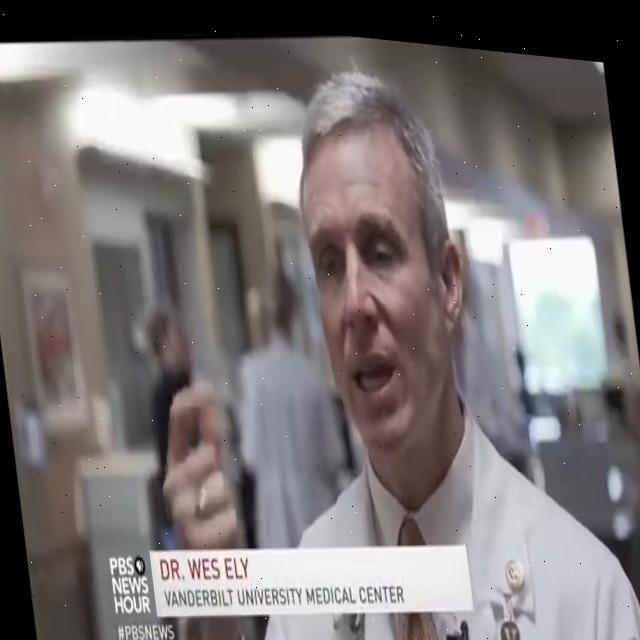 PBS
NEWS
HOUR
DR. WES ELY
VANDERBILT UNIVERSITY MEDICAL CENTER
#PBSNEWS